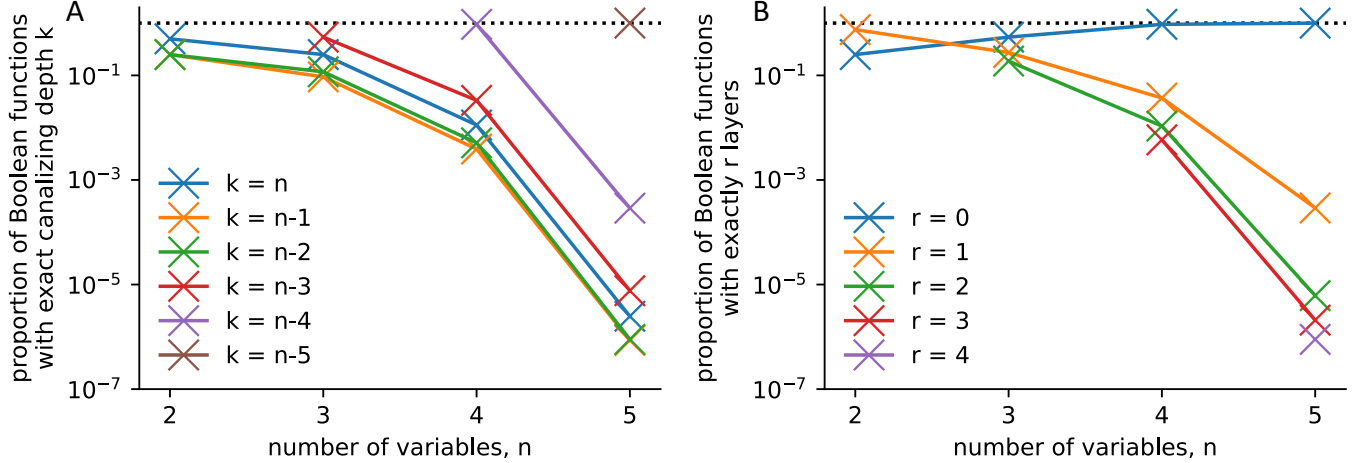 A
proportion of Boolean functions
with exact canalizing depth k
10⁻¹
10⁻³
10⁻⁵
10⁻⁷
k = n
k = n-1
k = n-2
k = n-3
k = n-4
k = n-5
2 3 4 5
number of variables, n
B
proportion of Boolean functions
with exactly r layers
10⁻¹
10⁻³
10⁻⁵
10⁻⁷
r = 0
r = 1
r = 2
r = 3
r = 4
2 3 4 5
number of variables, n